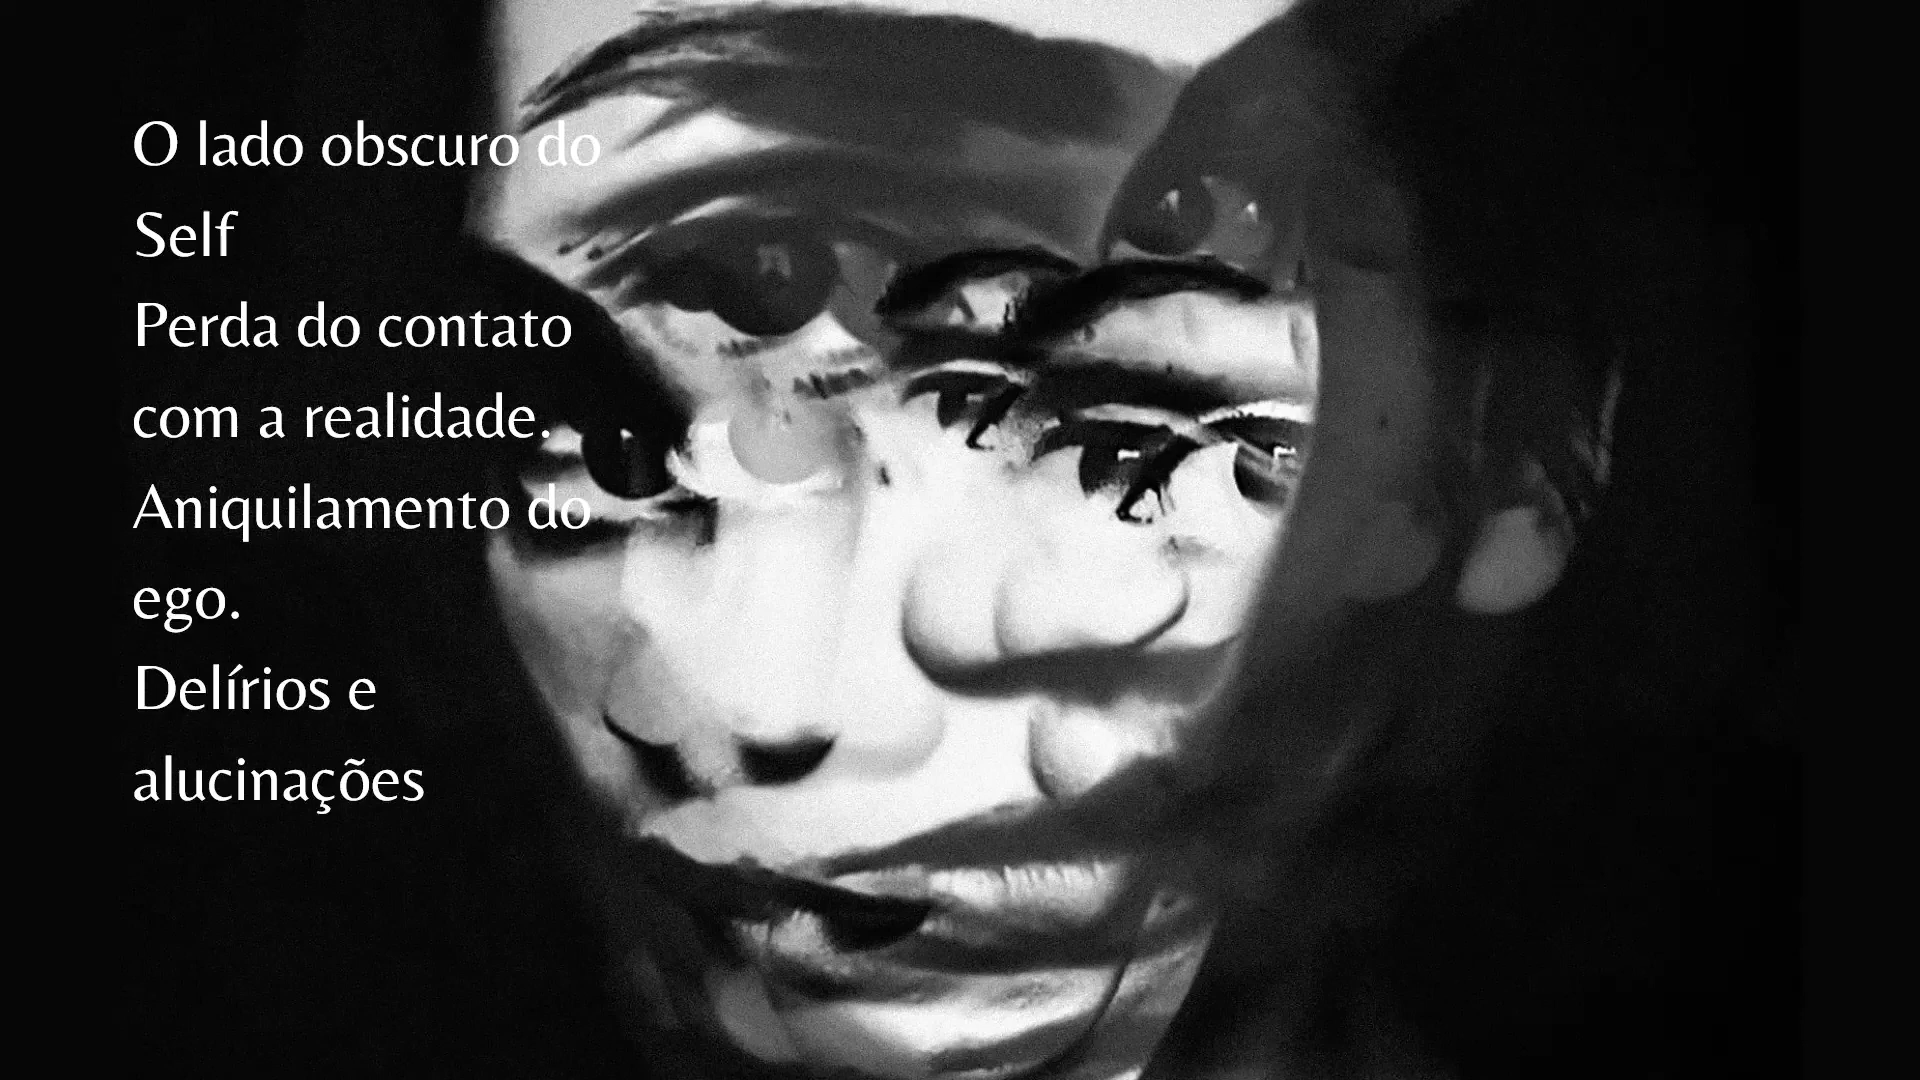 O lado obscuro do
Self
Perda do contato
com a realidade.
Aniquilamento do
ego.
Delírios e
alucinações